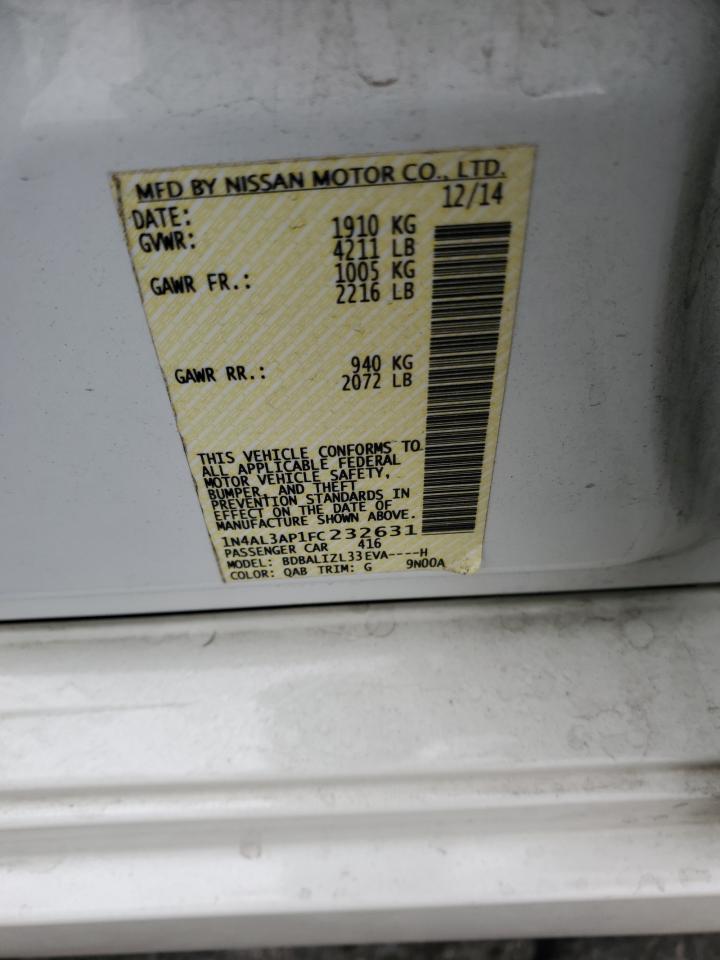 MFD BY NISSAN MOTOR CO., LTD.
DATE: 12/14
GVWR: 1910 KG
4211 LB
GAWR FR.: 1005 KG
2216 LB
GAWR RR.: 940 KG
2072 LB
THIS VEHICLE CONFORMS TO
ALL APPLICABLE FEDERAL
MOTOR VEHICLE SAFETY,
BUMPER, AND THEFT
PREVENTION STANDARDS IN
EFFECT ON THE DATE OF
MANUFACTURE SHOWN ABOVE.
1N4AL3AP1FC232631
PASSENGER CAR 416
MODEL: BDBALIZL33EVA----H
COLOR: QAB TRIM: G 9N00A